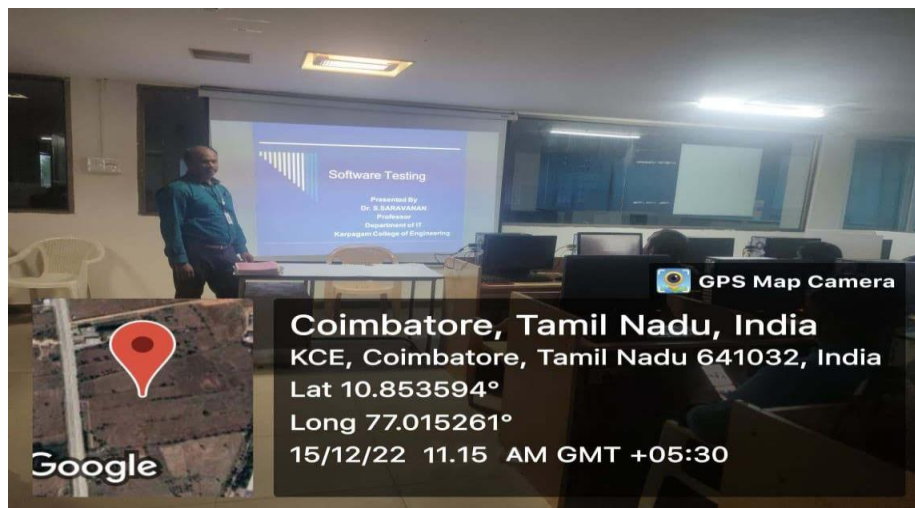 Software Testing
Presented By
Dr. S.SARAVANAN
Professor
Department of IT
Karpagam College of Engineering
GPS Map Camera
Coimbatore, Tamil Nadu, India
KCE, Coimbatore, Tamil Nadu 641032, India
Lat 10.853594°
Long 77.015261°
15/12/22 11.15 AM GMT +05:30
Google